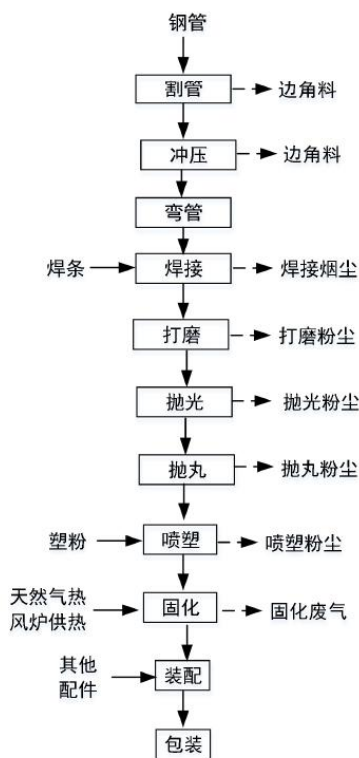 钢管
割管
边角料
冲压
边角料
弯管
焊条
焊接
焊接烟尘
打磨
打磨粉尘
抛光
抛光粉尘
抛丸
抛丸粉尘
塑粉
喷塑
喷塑粉尘
天然气热
风炉供热
固化
固化废气
其他
配件
装配
包装